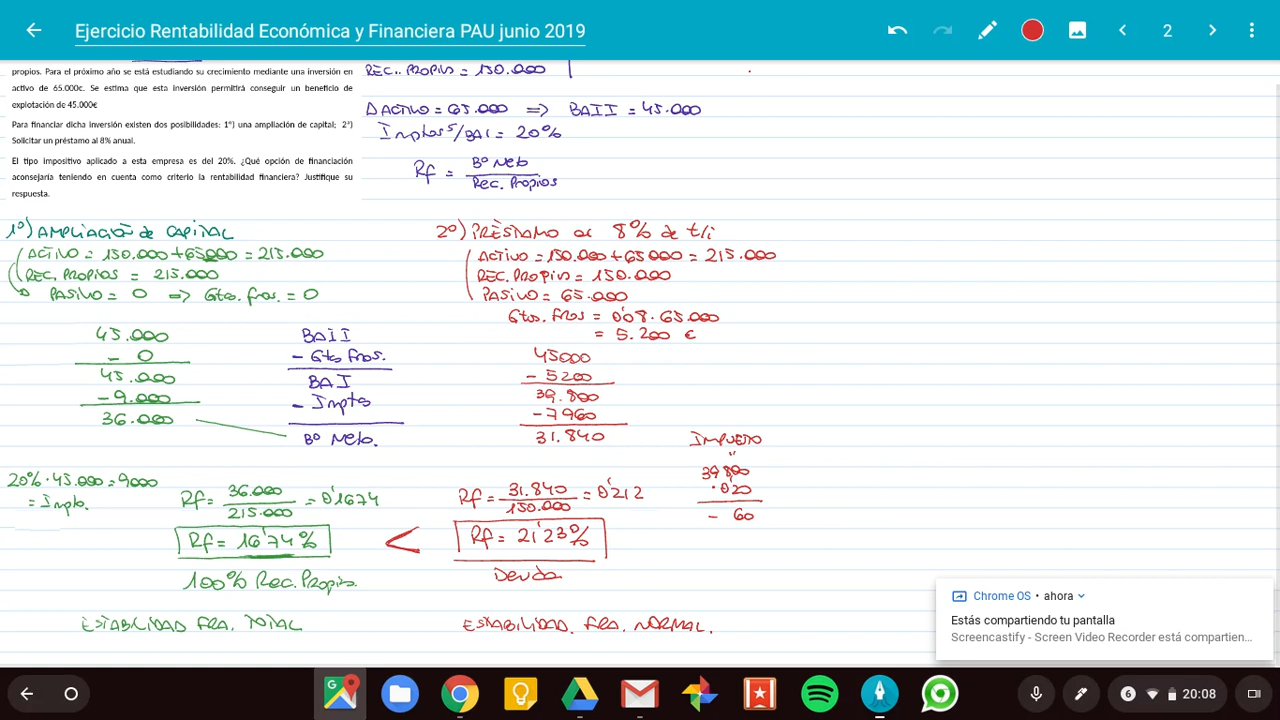 Ejercicio Rentabilidad Económica y Financiera PAU junio 2019
2
propios. Para el próximo año se está estudiando su crecimiento mediante una inversión en
activo de 65.000€. Se estima que esta inversión permitirá conseguir un beneficio de
explotación de 45.000€
Para financiar dicha inversión existen dos posibilidades: 1ª) una ampliación de capital; 2ª)
Solicitar un préstamo al 8% anual.
El tipo impositivo aplicado a esta empresa es del 20%. ¿Qué opción de financiación
aconsejaría teniendo en cuenta como criterio la rentabilidad financiera? Justifique su
respuesta.
REC. PROPIOS = 150.000
Δ ACTIVO = 65.000 => BAII = 45.000
Imptos/BAI = 20%
Rf = Bº Neto
Rec. Propios
1º) AMPLIACIÓN de CAPITAL
ACTIVO = 150.000+65000 = 215.000
REC. PROPIOS = 215.000
PASIVO = 0 => Gtos. fros. = 0
45.000
- 0
45.000
- 9.000
36.000
BAII
- Gto fros.
BAI
- Impto
Bº Neto.
20% · 45.000 = 9000
= Impto.
Rf = 36.000
215.000
= 0'1674
Rf = 16'74%
100% Rec. Propios.
ESTABILIDAD FRA. TOTAL
<
2º) PRÉSTAMO al 8% de t/i
ACTIVO = 150.000+65.000 = 215.000
REC. PROPIOS = 150.000
PASIVO = 65.000
Gto. fros = 0'08 · 65.000
= 5.200 €
45000
- 5200
39.800
- 7960
31.840
IMPUESTO
"
39.800
· 0'20
- 60
Rf = 31.840
150.000
= 0'212
Rf = 21'23%
Deuda
ESTABILIDAD. FRA. NORMAL.
Chrome OS • ahora
Estás compartiendo tu pantalla
Screencastify - Screen Video Recorder está compartien...
6
20:08